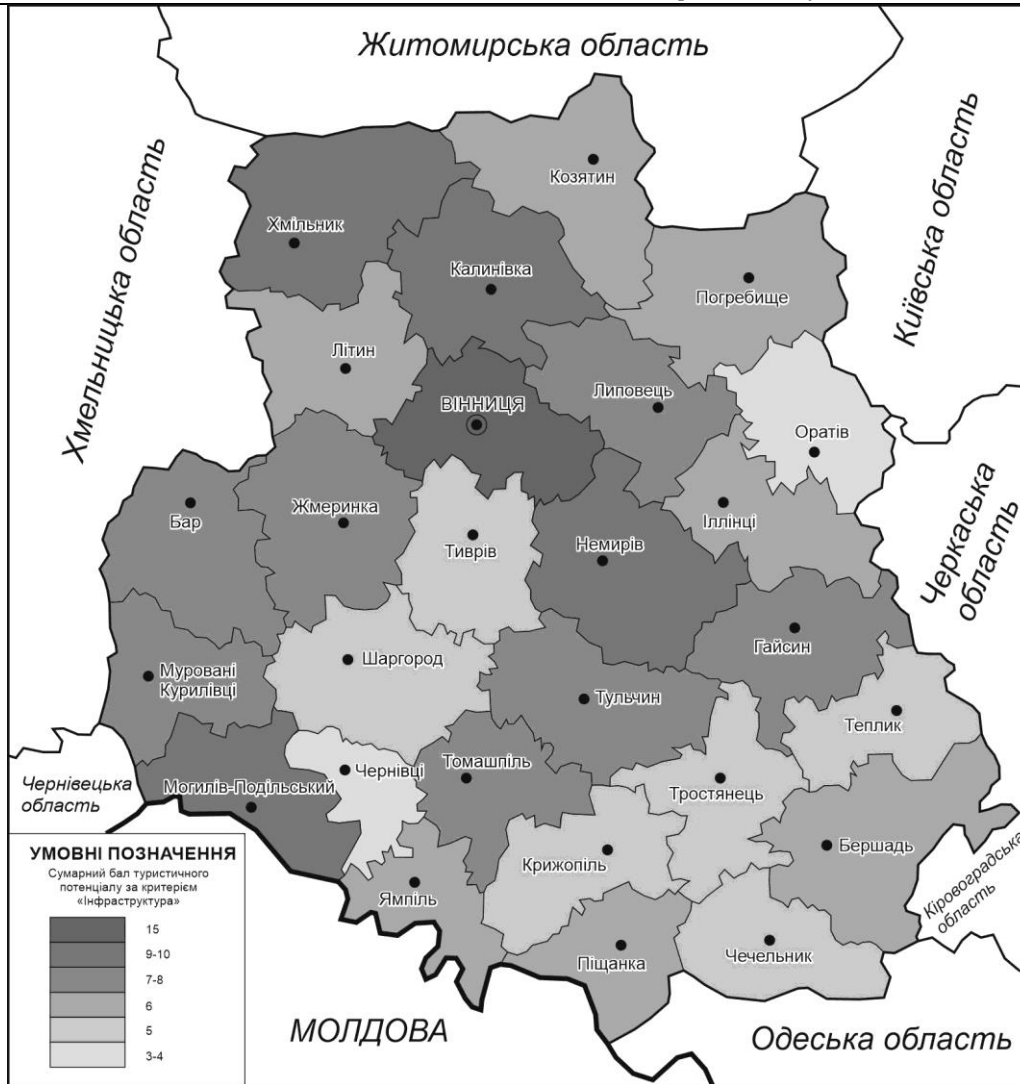 Житомирська область
Хмельницька область
Київська область
Козятин
Хмільник
Калинівка
Погребище
Літин
ВІННИЦЯ
Липовець
Оратів
Черкаська
область
Бар
Жмеринка
Тиврів
Немирів
Іллінці
Гайсин
Муровані
Курилівці
Шаргород
Тульчин
Теплик
Чернівецька
область
Могилів-Подільський
Чернівці
Томашпіль
Тростянець
Бершадь
Крижопіль
Ямпіль
Піщанка
Чечельник
Кіровоградська
область
МОЛДОВА
Одеська область
УМОВНІ ПОЗНАЧЕННЯ
Сумарний бал туристичного
потенціалу за критерієм
«Інфраструктура»
15
9-10
7-8
6
5
3-4